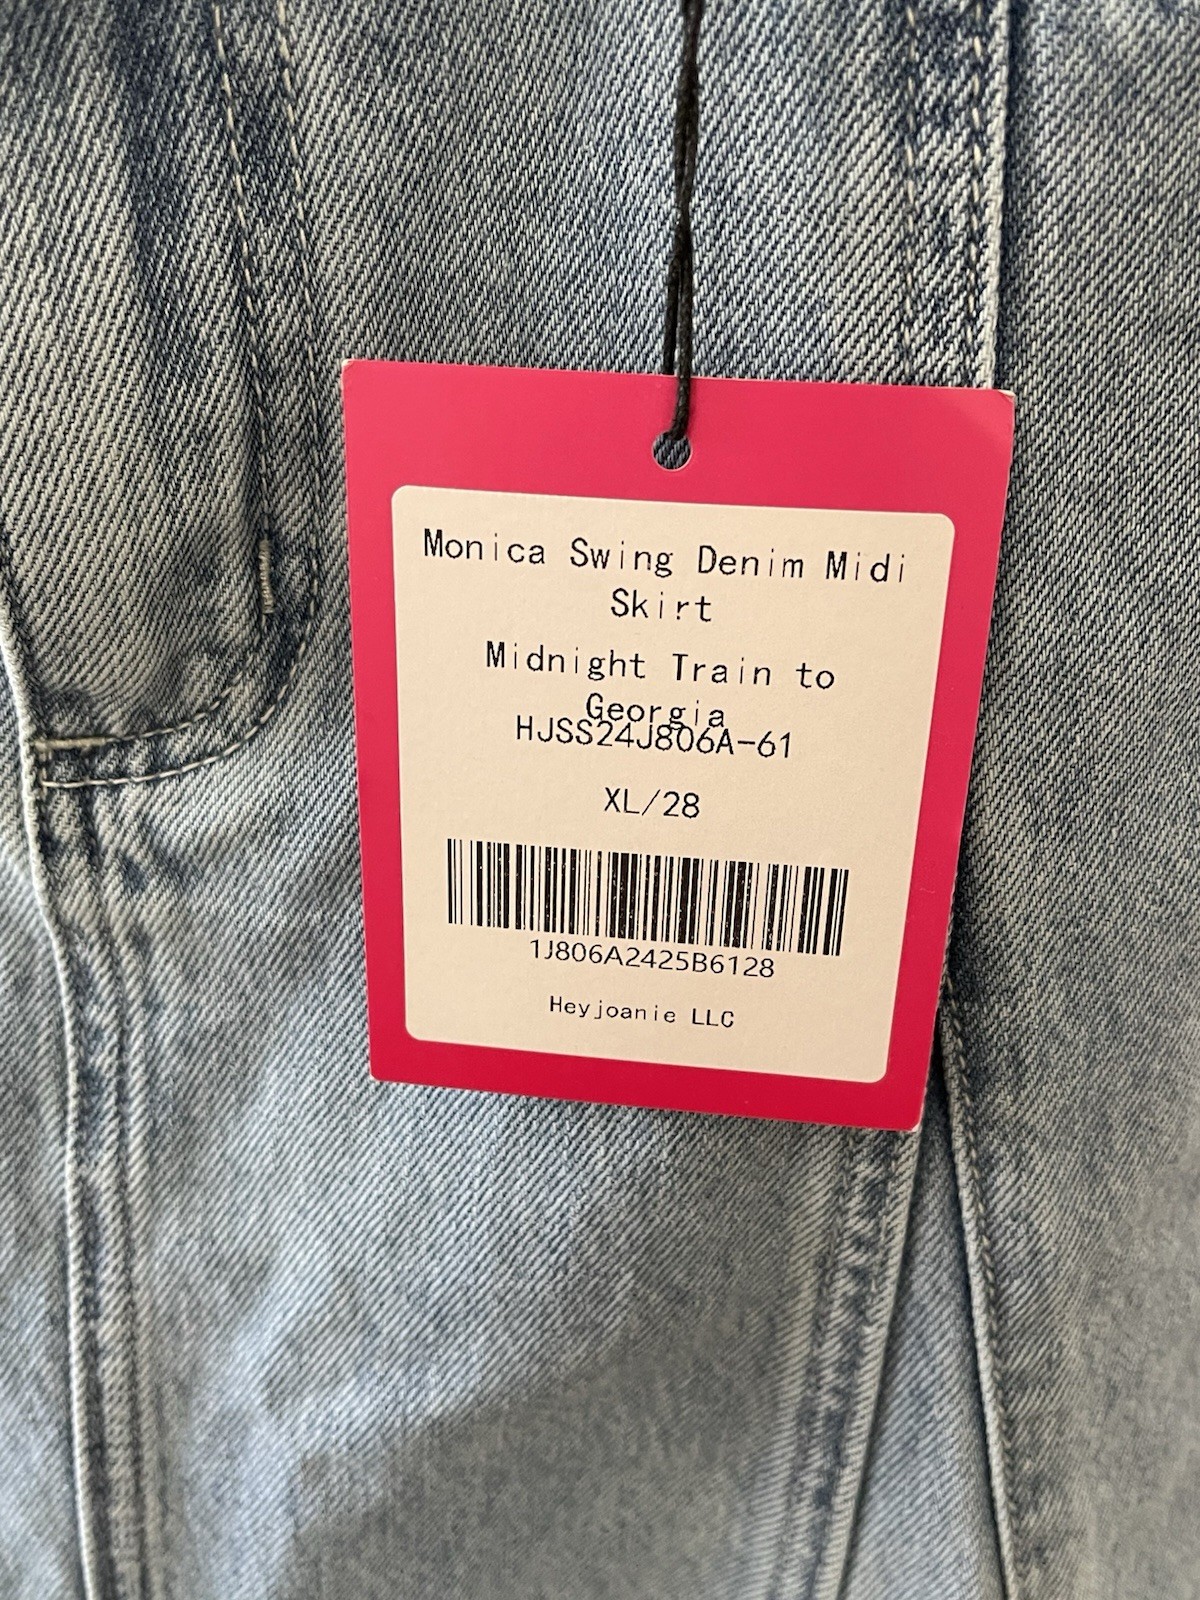 Monica Swing Denim Midi
Skirt
Midnight Train to
Georgia
HJSS24J806A-61
XL/28
1J806A2425B6128
Heyjoanie LLC